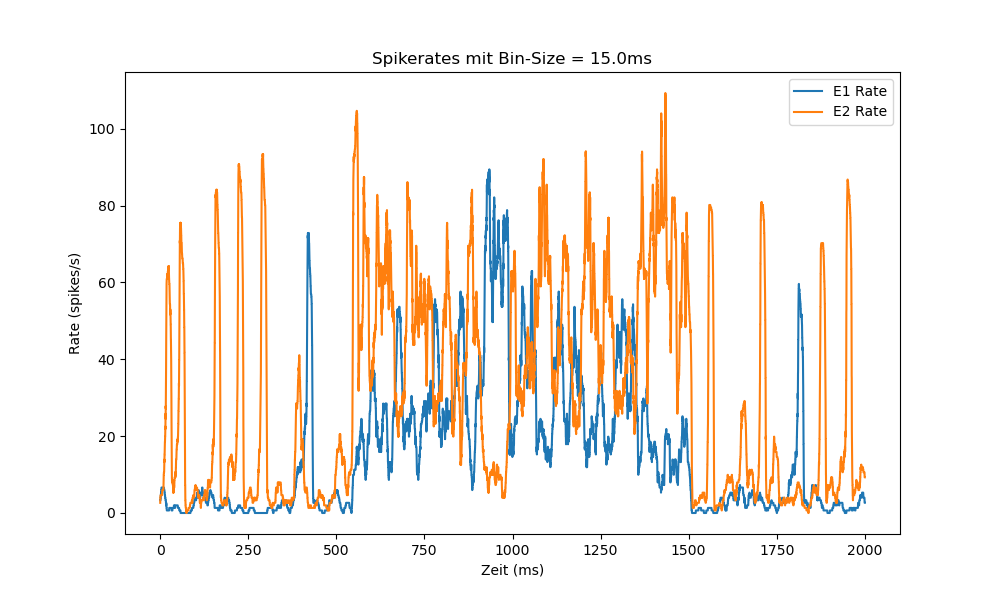 Spikerates mit Bin-Size = 15.0ms
E1 Rate
E2 Rate
Rate (spikes/s)
100
80
60
40
20
0
0 250 500 750 1000 1250 1500 1750 2000
Zeit (ms)